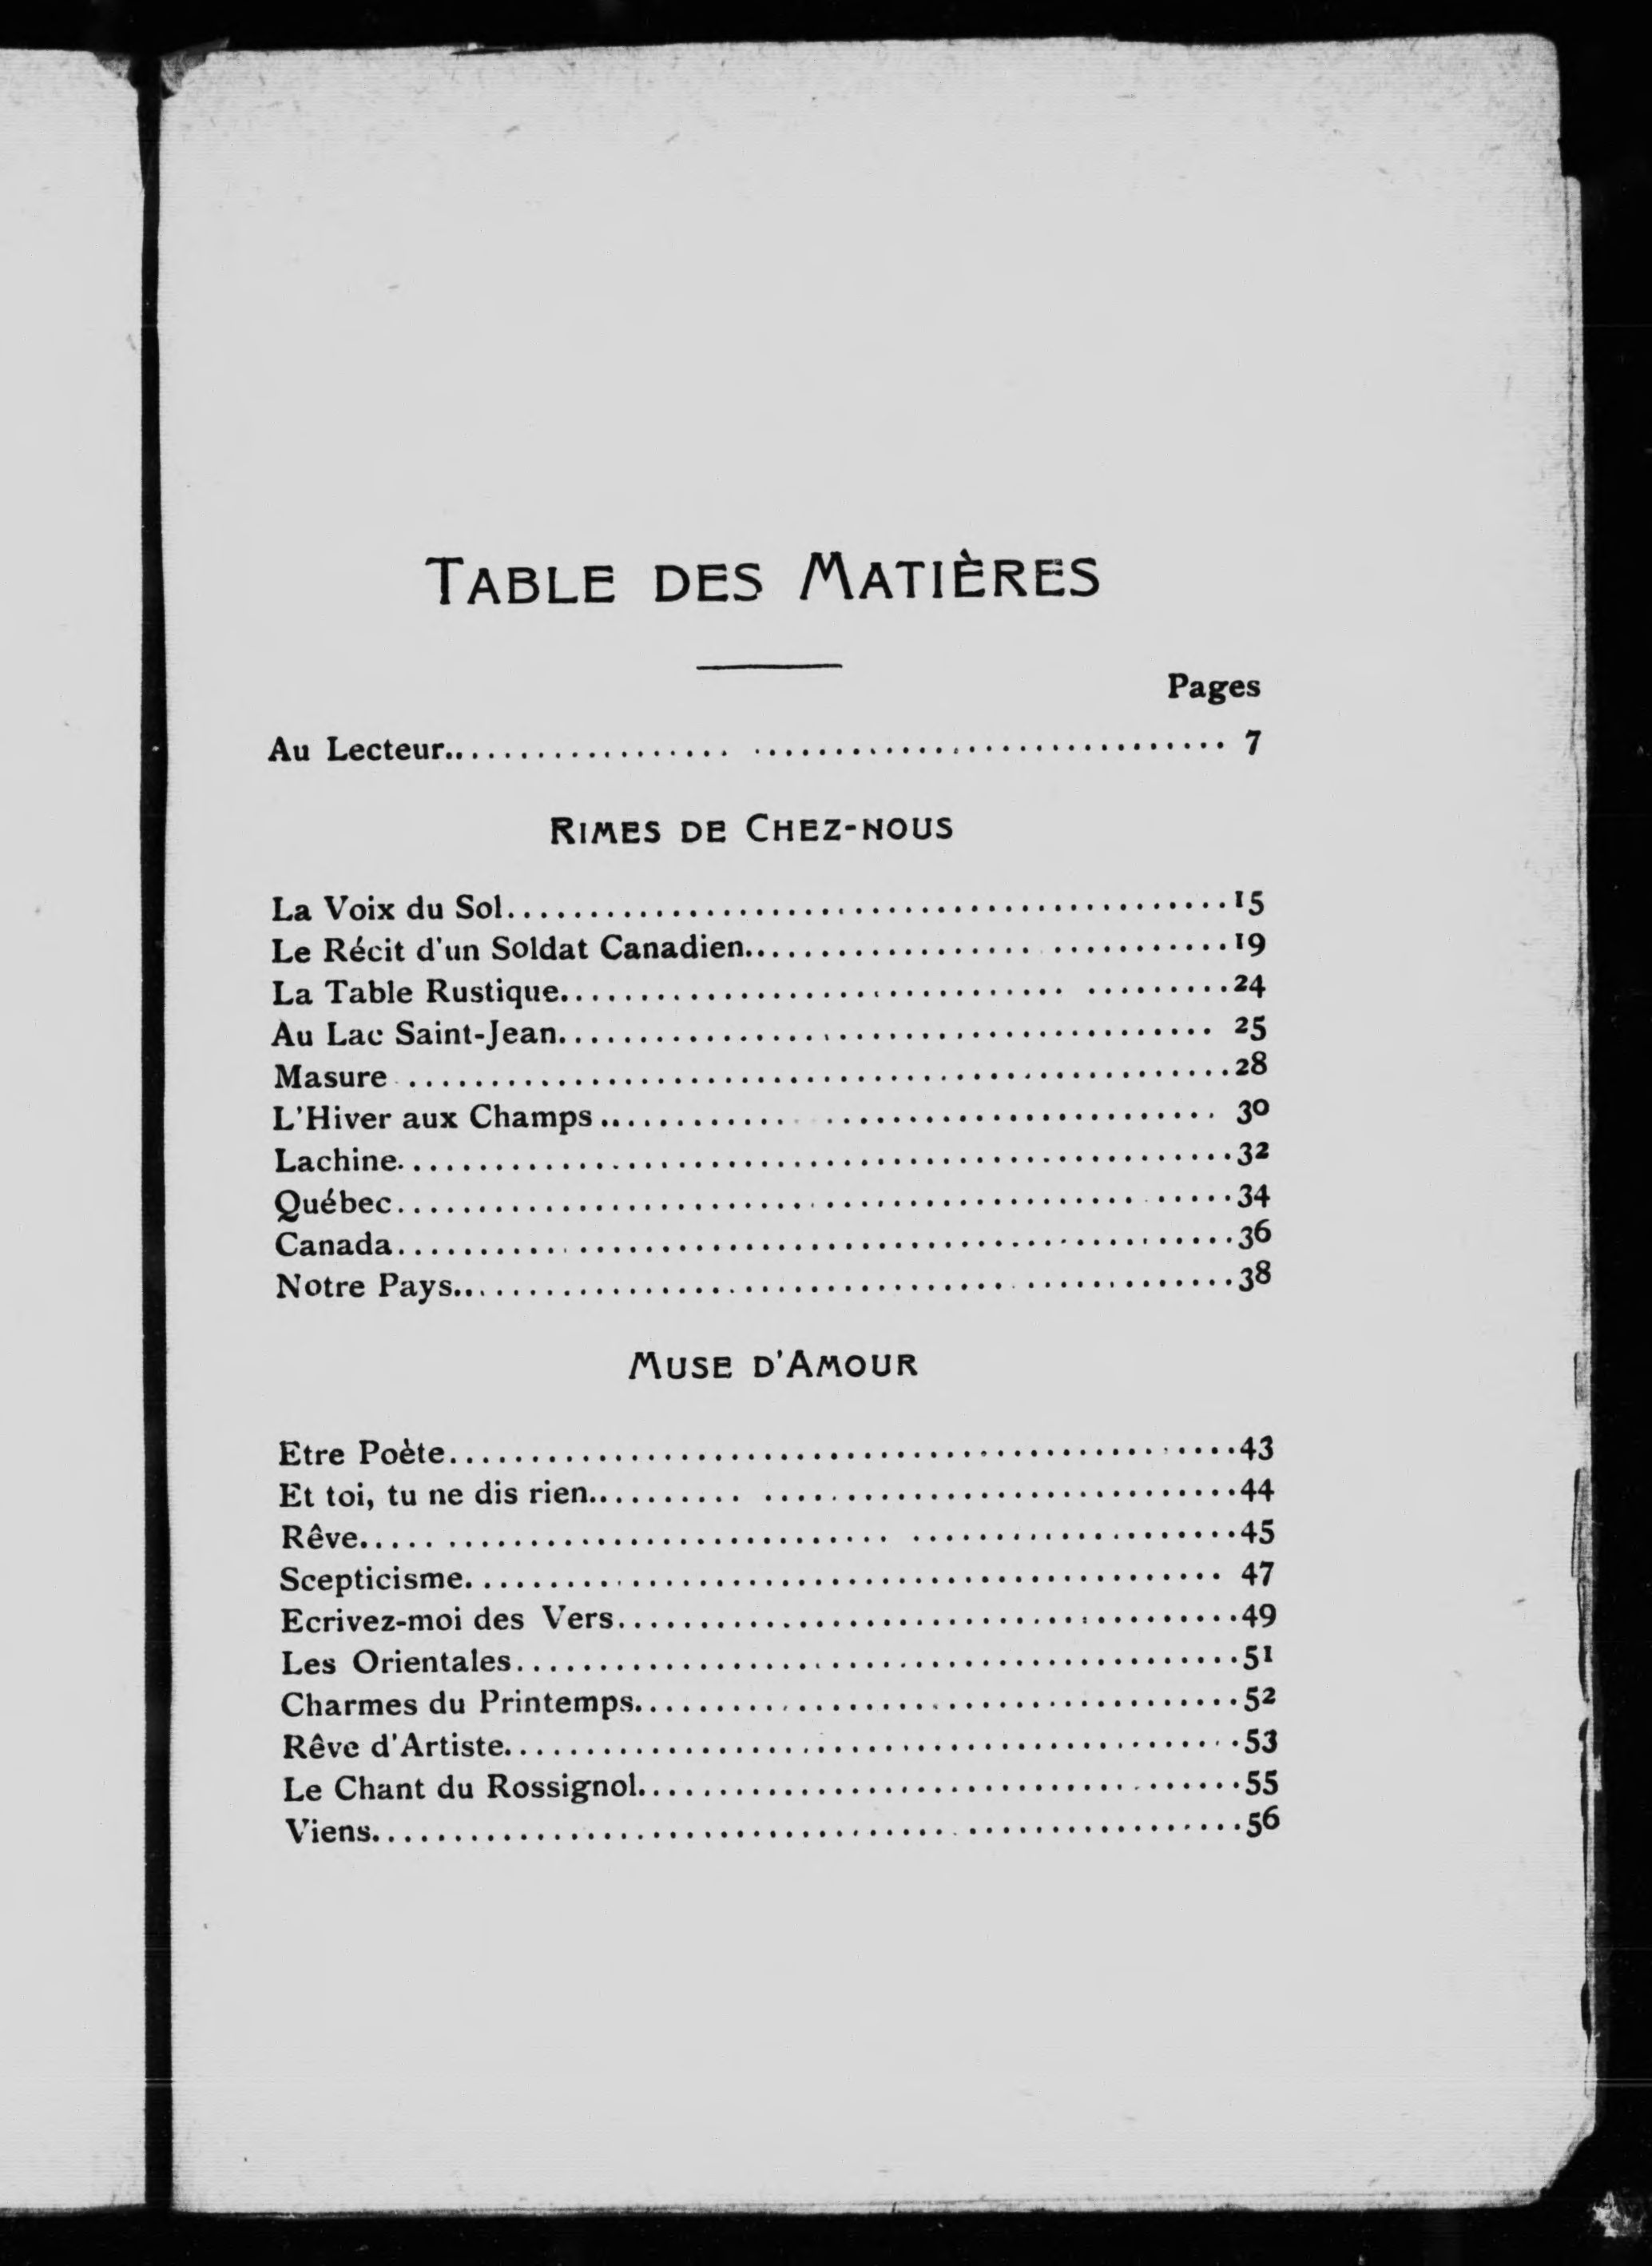 TABLE DES MATIÈRES
Pages
Au Lecteur.................................................. 7
RIMES DE CHEZ-NOUS
La Voix du Sol..................................................15
Le Récit d'un Soldat Canadien..............................19
La Table Rustique..............................................24
Au Lac Saint-Jean.............................................. 25
Masure ..................................................28
L'Hiver aux Champs........................................ 30
Lachine..................................................32
Québec..................................................34
Canada..................................................36
Notre Pays..................................................38
MUSE D'AMOUR
Etre Poète..................................................43
Et toi, tu ne dis rien........................................44
Rêve..................................................45
Scepticisme.................................................. 47
Ecrivez-moi des Vers........................................49
Les Orientales..................................................51
Charmes du Printemps........................................52
Rêve d'Artiste..................................................53
Le Chant du Rossignol........................................55
Viens..................................................56